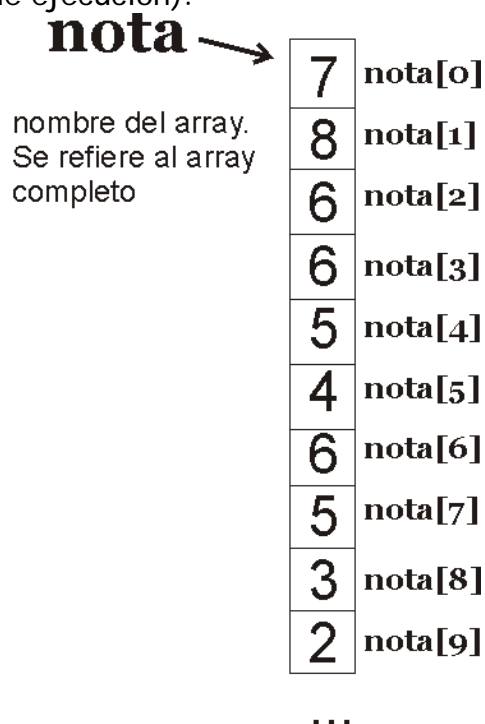 de ejecución).
nota
nombre del array.
Se refiere al array
completo
7 nota[0]
8 nota[1]
6 nota[2]
6 nota[3]
5 nota[4]
4 nota[5]
6 nota[6]
5 nota[7]
3 nota[8]
2 nota[9]
...